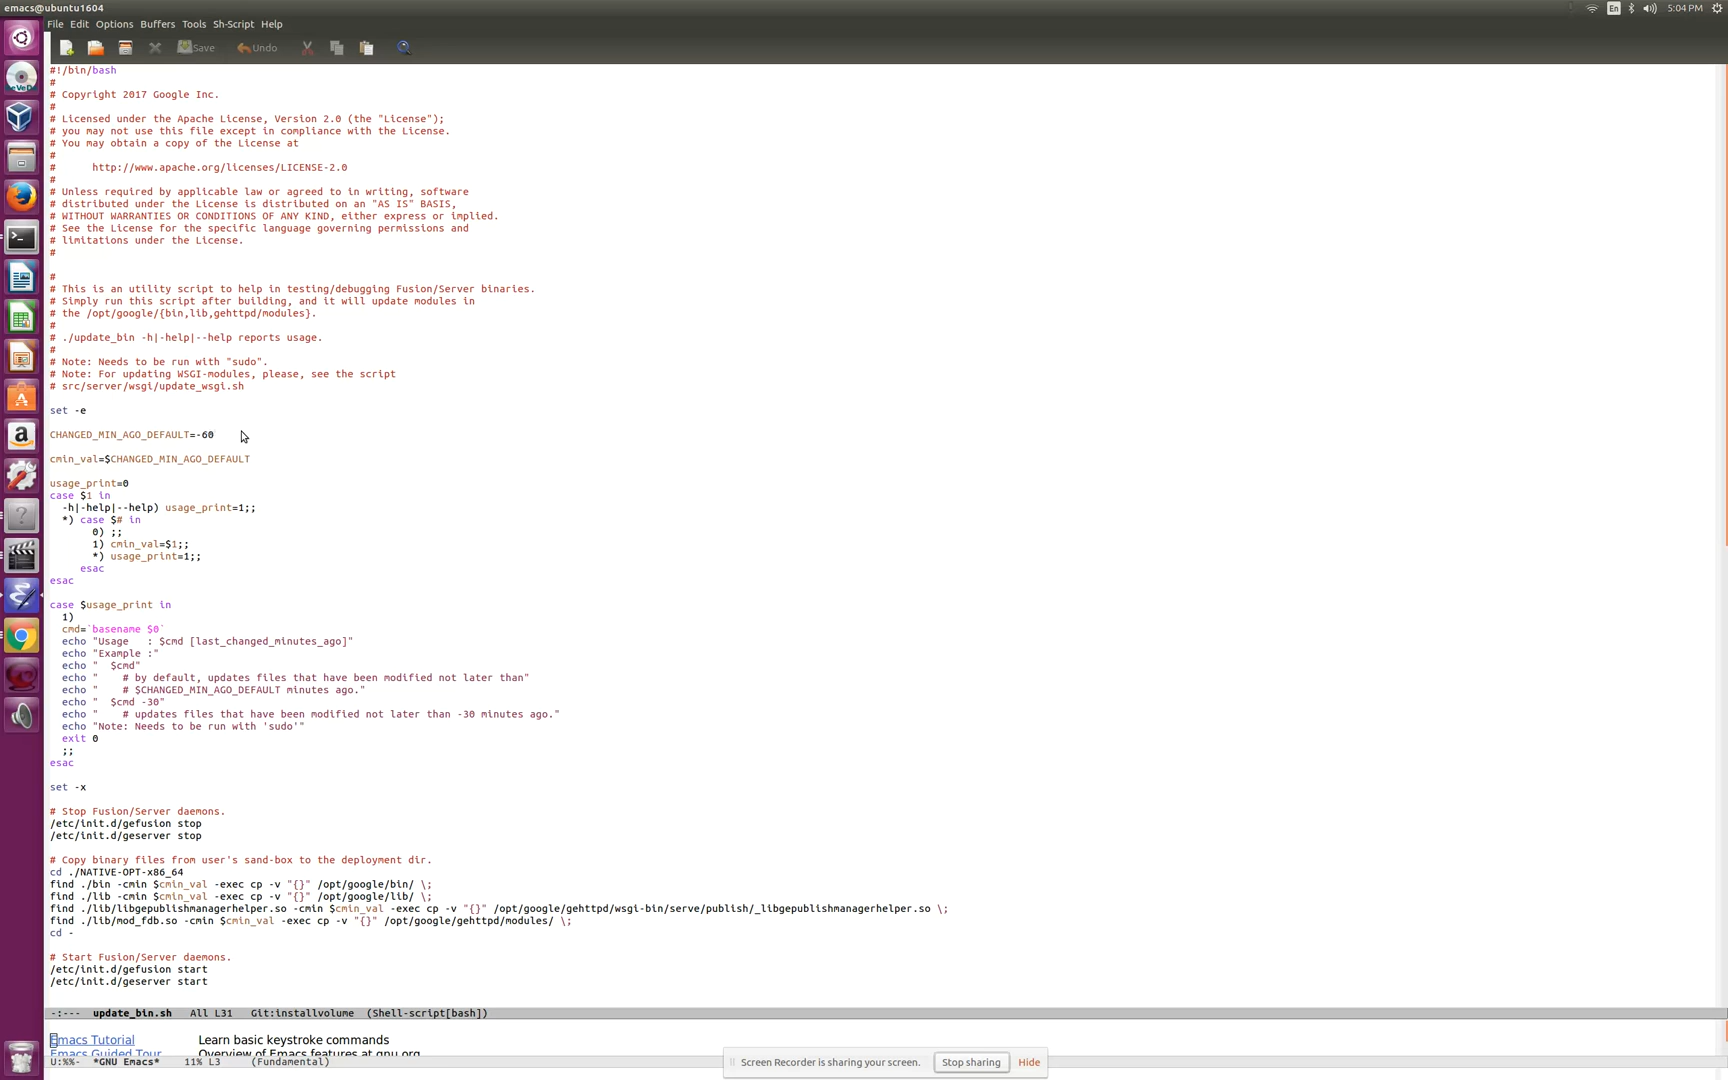 emacs@ubuntu1604
En
5:04 PM
File Edit Options Buffers Tools Sh-Script Help
Save Undo
#!/bin/bash
#
# Copyright 2017 Google Inc.
#
# Licensed under the Apache License, Version 2.0 (the "License");
# you may not use this file except in compliance with the License.
# You may obtain a copy of the License at
#
#      http://www.apache.org/licenses/LICENSE-2.0
#
# Unless required by applicable law or agreed to in writing, software
# distributed under the License is distributed on an "AS IS" BASIS,
# WITHOUT WARRANTIES OR CONDITIONS OF ANY KIND, either express or implied.
# See the License for the specific language governing permissions and
# limitations under the License.
#
#
# This is an utility script to help in testing/debugging Fusion/Server binaries.
# Simply run this script after building, and it will update modules in
# the /opt/google/{bin,lib,gehttpd/modules}.
#
# ./update_bin -h|-help|--help reports usage.
#
# Note: Needs to be run with "sudo".
# Note: For updating WSGI-modules, please, see the script
# src/server/wsgi/update_wsgi.sh
set -e
CHANGED_MIN_AGO_DEFAULT=-60
cmin_val=$CHANGED_MIN_AGO_DEFAULT
usage_print=0
case $1 in
  -h|-help|--help) usage_print=1;;
  *) case $# in
       0) ;;
       1) cmin_val=$1;;
       *) usage_print=1;;
     esac
esac
case $usage_print in
  1)
  cmd=`basename $0`
  echo "Usage   : $cmd [last_changed_minutes_ago]"
  echo "Example :"
  echo "  $cmd"
  echo "    # by default, updates files that have been modified not later than"
  echo "    # $CHANGED_MIN_AGO_DEFAULT minutes ago."
  echo "  $cmd -30"
  echo "    # updates files that have been modified not later than -30 minutes ago."
  echo "Note: Needs to be run with 'sudo'"
  exit 0
  ;;
esac
set -x
# Stop Fusion/Server daemons.
/etc/init.d/gefusion stop
/etc/init.d/geserver stop
# Copy binary files from user's sand-box to the deployment dir.
cd ./NATIVE-OPT-x86_64
find ./bin -cmin $cmin_val -exec cp -v "{}" /opt/google/bin/ \;
find ./lib -cmin $cmin_val -exec cp -v "{}" /opt/google/lib/ \;
find ./lib/libgepublishmanagerhelper.so -cmin $cmin_val -exec cp -v "{}" /opt/google/gehttpd/wsgi-bin/serve/publish/_libgepublishmanagerhelper.so \;
find ./lib/mod_fdb.so -cmin $cmin_val -exec cp -v "{}" /opt/google/gehttpd/modules/ \;
cd -
# Start Fusion/Server daemons.
/etc/init.d/gefusion start
/etc/init.d/geserver start
-:---  update_bin.sh   All L31   Git:installvolume  (Shell-script[bash])
Emacs Tutorial   Learn basic keystroke commands
Emacs Guided Tour   Overview of Emacs features at gnu.org
U:%%-  *GNU Emacs*   11% L3   (Fundamental)
Screen Recorder is sharing your screen. Stop sharing Hide